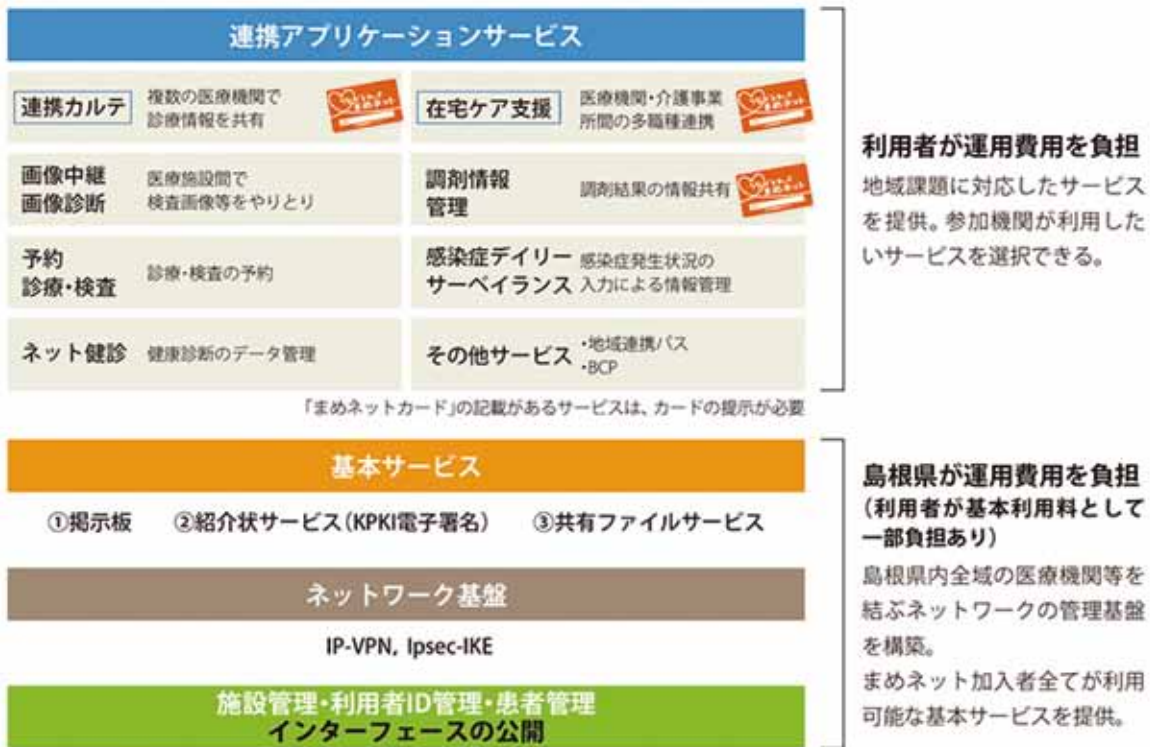 連携アプリケーションサービス
連携カルテ
複数の医療機関で
診療情報を共有
在宅ケア支援
医療機関・介護事業
所間の多職種連携
画像中継
画像診断
医療施設間で
検査画像等をやりとり
調剤情報
管理
調剤結果の情報共有
予約
診療・検査
診療・検査の予約
感染症デイリー
サーベイランス
感染症発生状況の
入力による情報管理
ネット健診
健康診断のデータ管理
その他サービス
・地域連携パス
・BCP
「まめネットカード」の記載があるサービスは、カードの提示が必要
利用者が運用費用を負担
地域課題に対応したサービス
を提供。参加機関が利用した
いサービスを選択できる。
基本サービス
①掲示板 ②紹介状サービス(KPKI電子署名) ③共有ファイルサービス
ネットワーク基盤
IP-VPN, Ipsec-IKE
施設管理・利用者ID管理・患者管理
インターフェースの公開
島根県が運用費用を負担
(利用者が基本利用料として
一部負担あり)
島根県内全域の医療機関等を
結ぶネットワークの管理基盤
を構築。
まめネット加入者全てが利用
可能な基本サービスを提供。